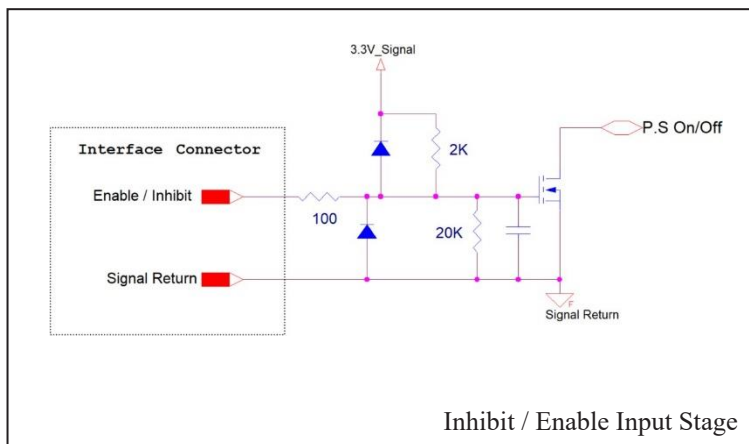 3.3V_Signal
P.S On/Off
Interface Connector
2K
Enable / Inhibit
100
20K
Signal Return
F
Signal Return
Inhibit / Enable Input Stage